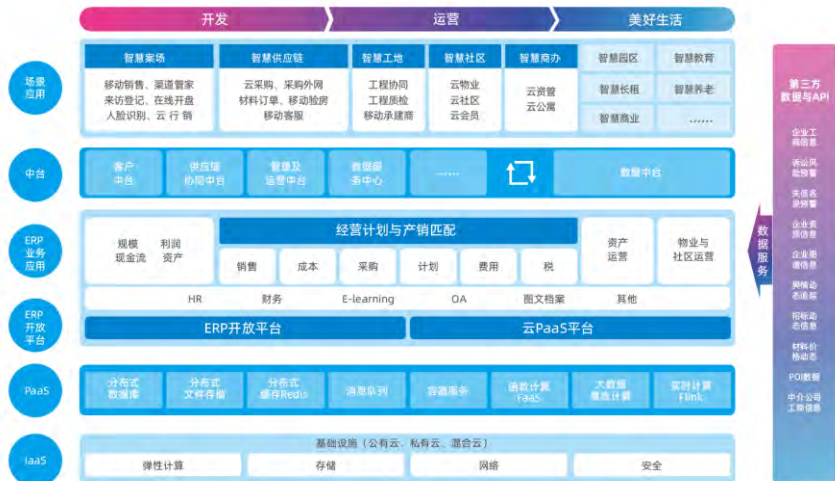 开发
运营
美好生活
场景
应用
智慧案场
移动销售、渠道管家
来访登记、在线开盘
人脸识别、云 行 销
智慧供应链
云采购、采购外网
材料订单、移动验房
移动客服
智慧工地
工程协同
工程质检
移动承建商
智慧社区
云物业
云社区
云会员
智慧商办
云资管
云公寓
智慧园区
智慧教育
智慧长租
智慧养老
智慧商业
……
中台
客户
中台
供应链
协同中台
管理及
运营中台
数据服
务中心
……
数据中台
ERP
业务
应用
规模 利润
现金流 资产
经营计划与产销匹配
销售
成本
采购
计划
费用
税
资产
运营
物业与
社区运营
HR
财务
E-learning
OA
图文档案
其他
ERP
开放
平台
ERP开放平台
云PaaS平台
PaaS
分布式
数据库
分布式
文件存储
分布式
缓存Redis
消息队列
容器服务
函数计算
FaaS
大数据
离线计算
实时计算
Flink
IaaS
基础设施（公有云、私有云、混合云）
弹性计算
存储
网络
安全
数据服务
第三方
数据与API
企业工
商信息
诉讼风
险预警
失信名
录预警
企业资
质信息
企业舆
情信息
舆情动
态追踪
招标动
态信息
材料价
格动态
POI数据
中介公司
工商信息